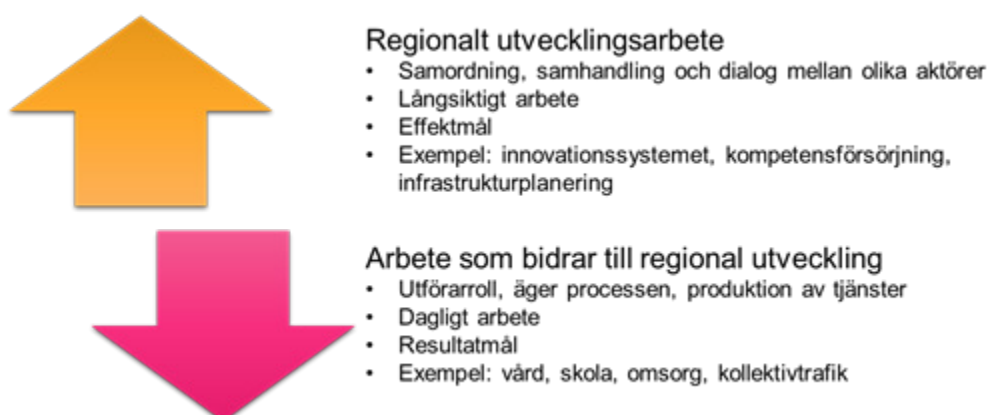 Regionalt utvecklingsarbete
• Samordning, samhandling och dialog mellan olika aktörer
• Långsiktigt arbete
• Effektmål
• Exempel: innovationssystemet, kompetensförsörjning,
infrastrukturplanering
Arbete som bidrar till regional utveckling
• Utförarroll, äger processen, produktion av tjänster
• Dagligt arbete
• Resultatmål
• Exempel: vård, skola, omsorg, kollektivtrafik